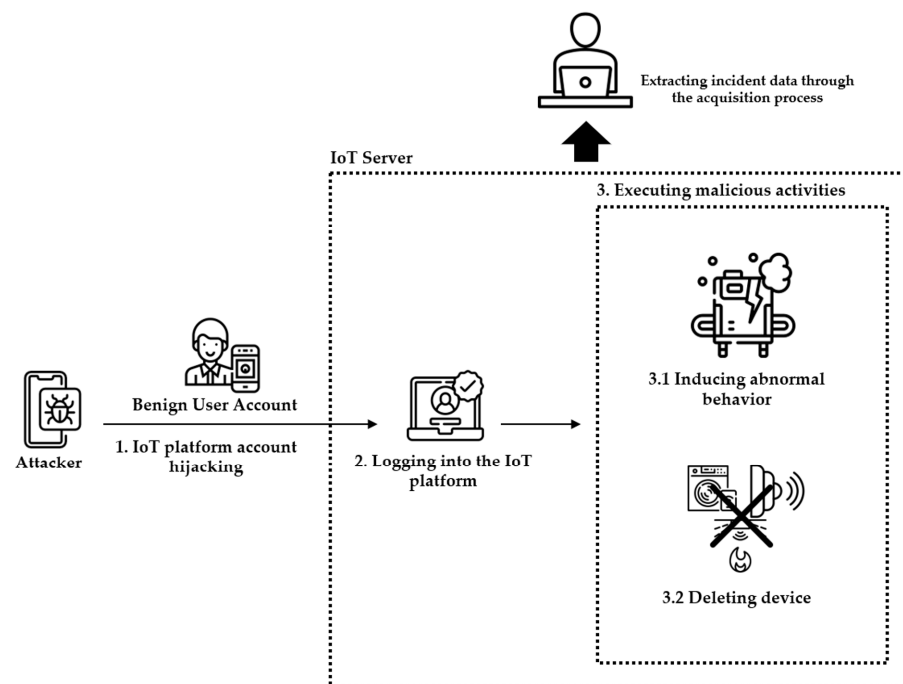 Extracting incident data through
the acquisition process
IoT Server
3. Executing malicious activities
3.1 Inducing abnormal
behavior
Benign User Account
1. IoT platform account
hijacking
Attacker
2. Logging into the IoT
platform
3.2 Deleting device